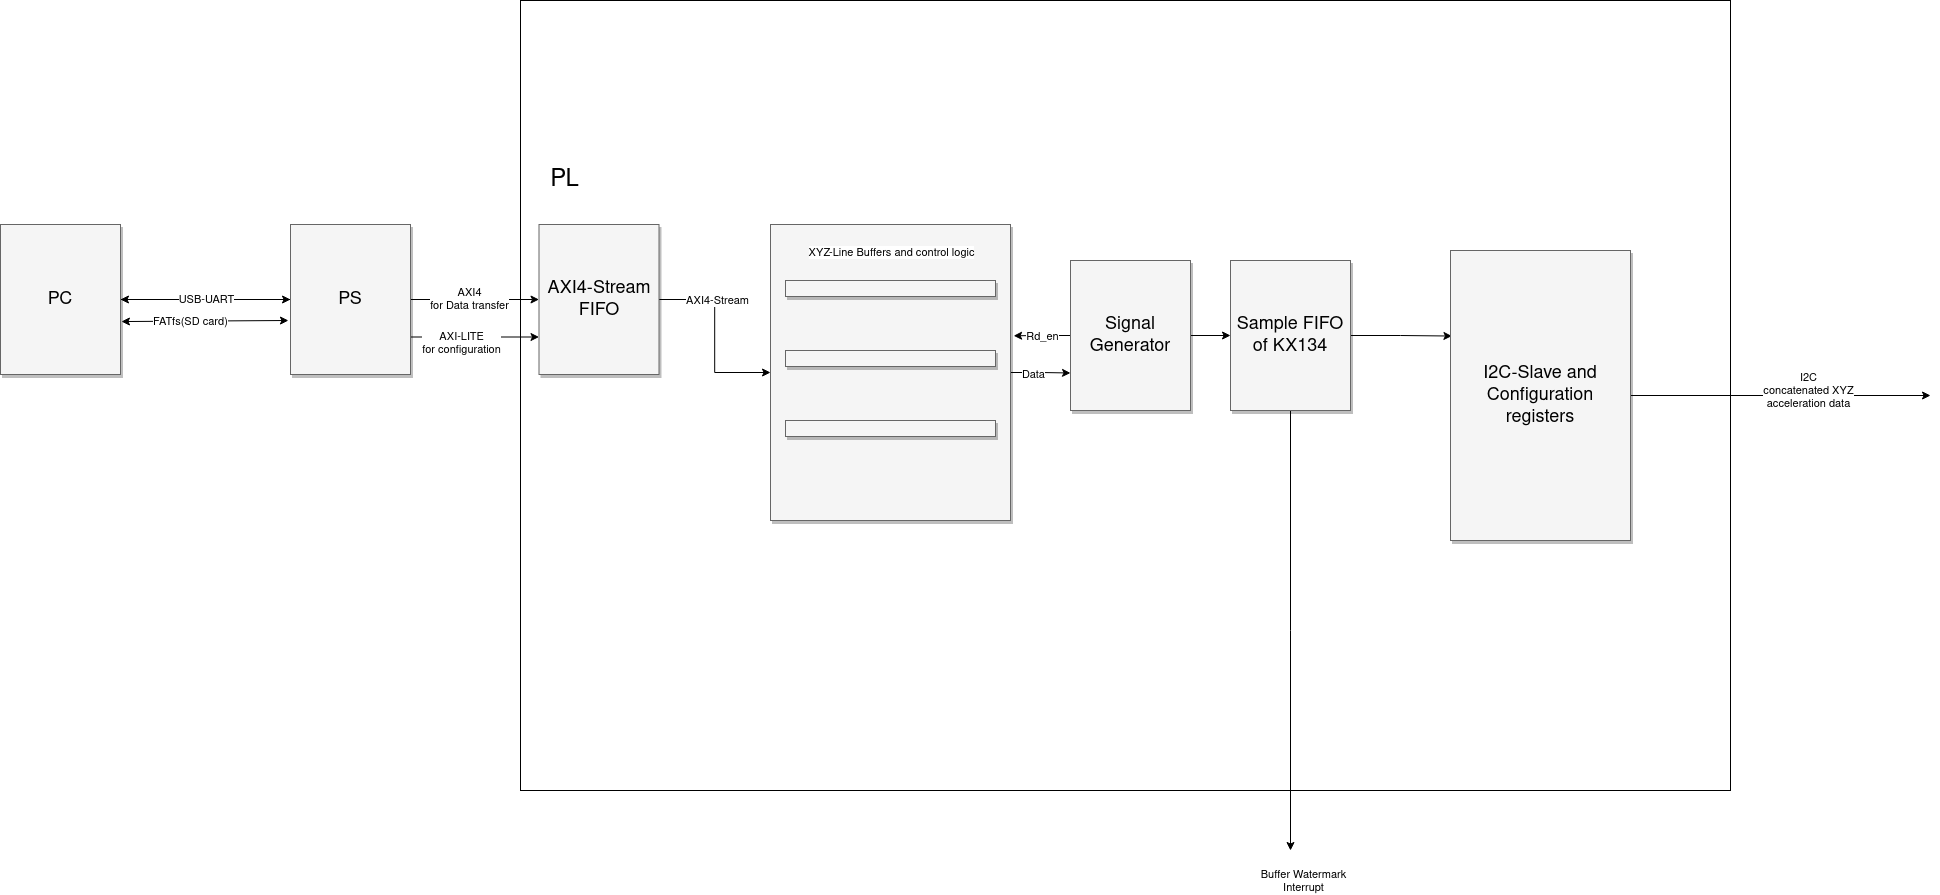 PL
PC
USB-UART
FATfs(SD card)
PS
AXI4
for Data transfer
AXI-LITE
for configuration
AXI4-Stream
FIFO
AXI4-Stream
XYZ-Line Buffers and control logic
Rd_en
Data
Signal
Generator
Sample FIFO
of KX134
I2C-Slave and
Configuration
registers
I2C
concatenated XYZ
acceleration data
Buffer Watermark
Interrupt